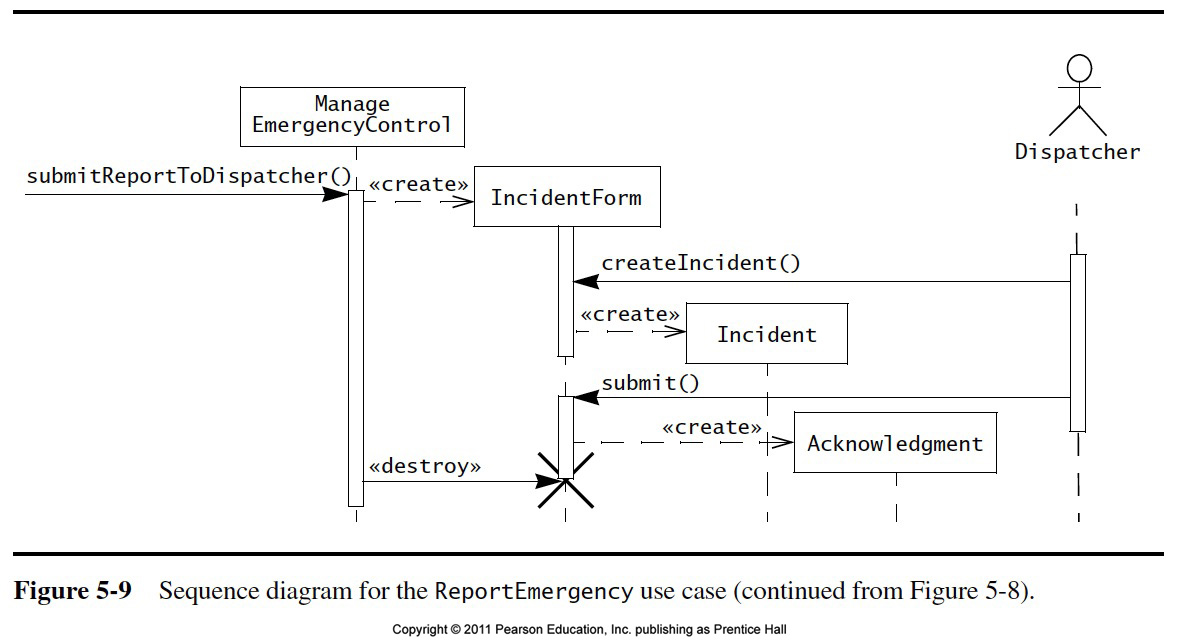 Manage
EmergencyControl
Dispatcher
submitReportToDispatcher()
«create»
IncidentForm
createIncident()
«create»
Incident
submit()
«create»
Acknowledgment
«destroy»
Figure 5-9 Sequence diagram for the ReportEmergency use case (continued from Figure 5-8).
Copyright © 2011 Pearson Education, Inc. publishing as Prentice Hall